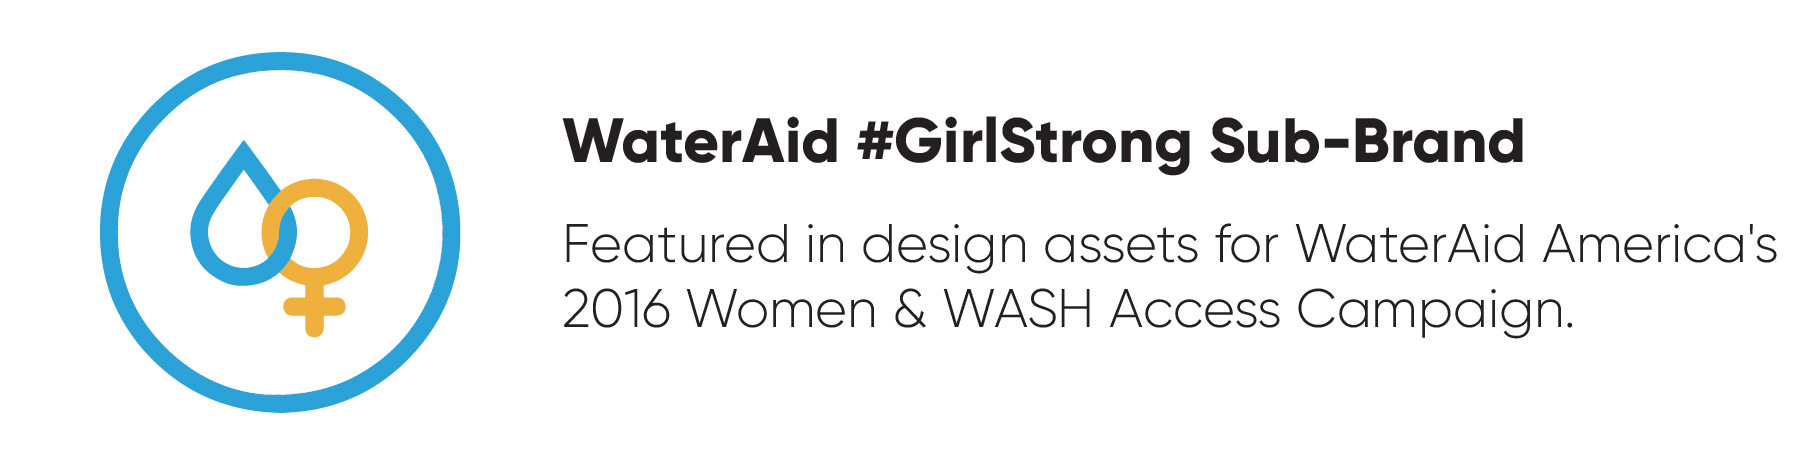 WaterAid #GirlStrong Sub-Brand
Featured in design assets for WaterAid America's
2016 Women & WASH Access Campaign.